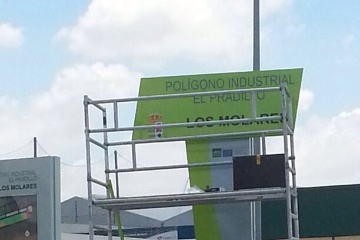 POLÍGONO INDUSTRIAL
EL PRADILLO
LOS MOLARES
LOS MOLARES